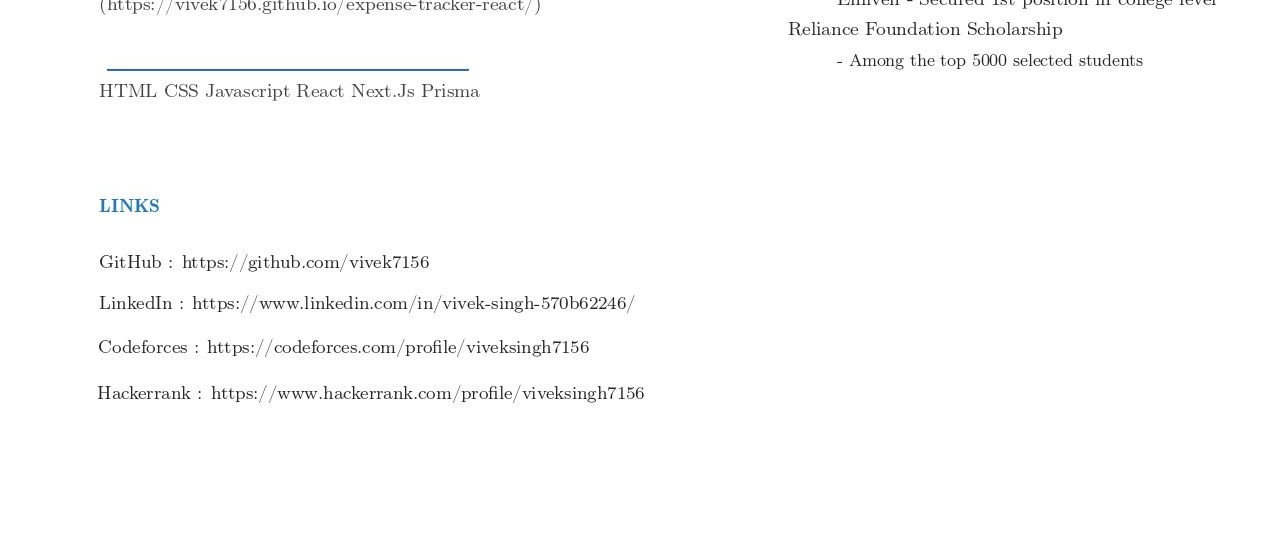 (https://vivek7156.github.io/expense-tracker-react/)
HTML CSS Javascript React Next.Js Prisma
LINKS
GitHub : https://github.com/vivek7156
LinkedIn : https://www.linkedin.com/in/vivek-singh-570b62246/
Codeforces : https://codeforces.com/profile/viveksingh7156
Hackerrank : https://www.hackerrank.com/profile/viveksingh7156
- Secured 1st position in college level
Reliance Foundation Scholarship
- Among the top 5000 selected students